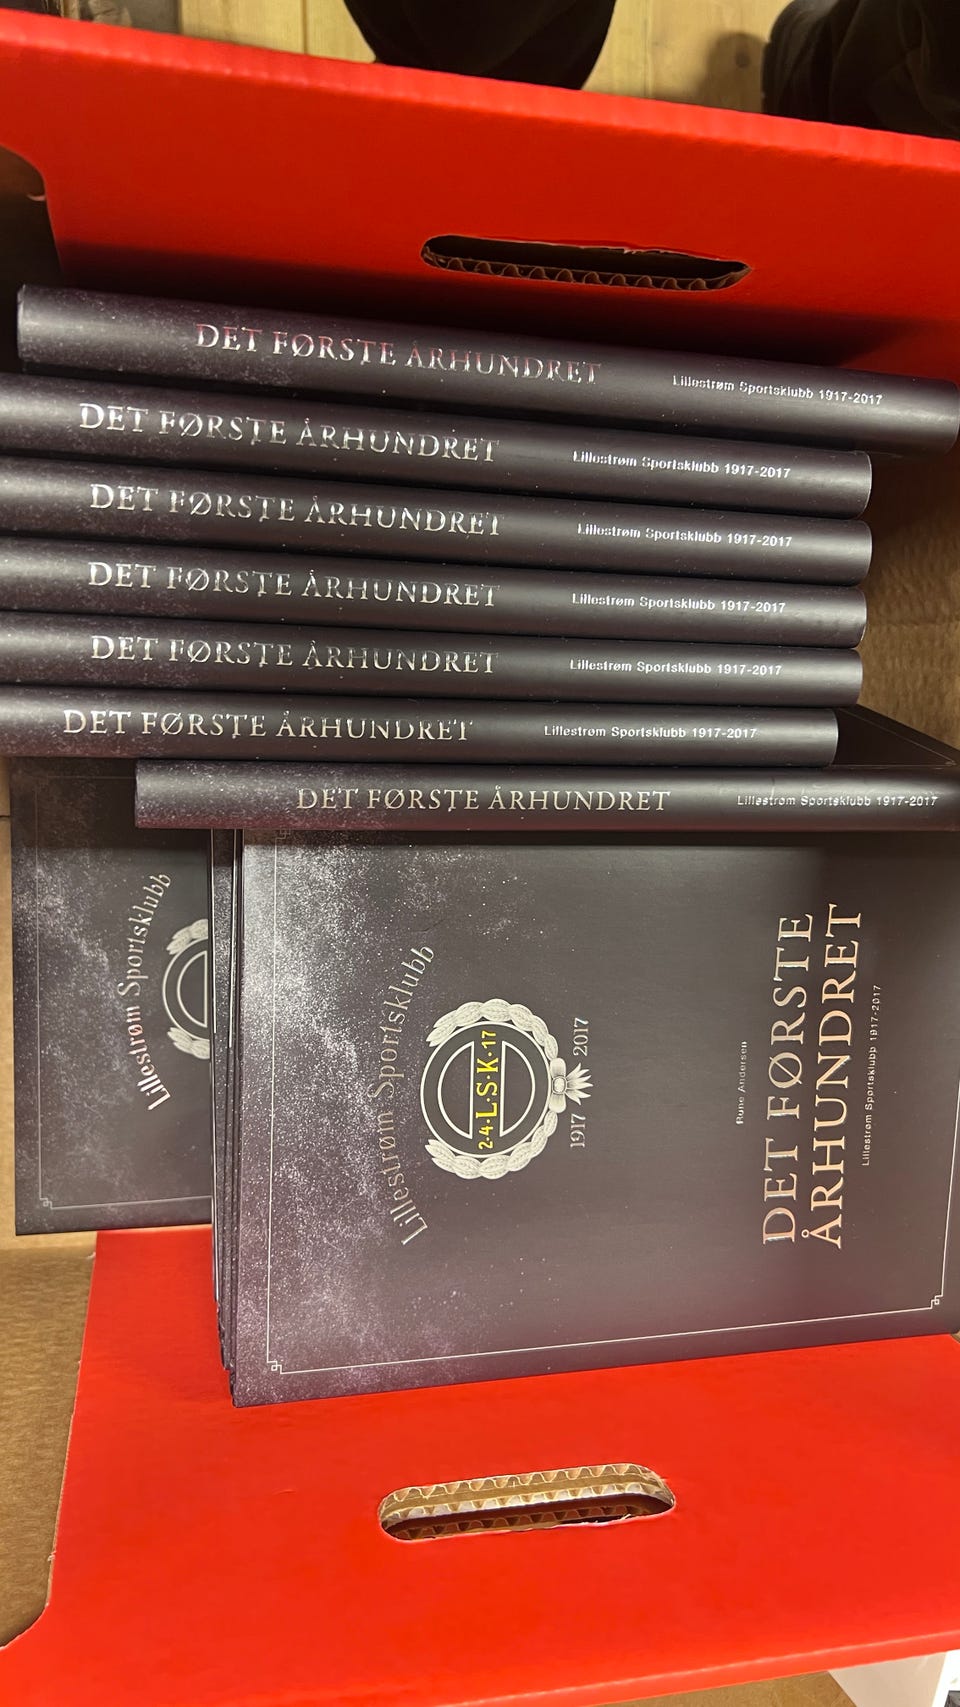 DET FØRSTE ÅRHUNDRET Lillestrøm Sportsklubb 1917-2017
DET FØRSTE ÅRHUNDRET Lillestrøm Sportsklubb 1917-2017
DET FØRSTE ÅRHUNDRET Lillestrøm Sportsklubb 1917-2017
DET FØRSTE ÅRHUNDRET Lillestrøm Sportsklubb 1917-2017
DET FØRSTE ÅRHUNDRET Lillestrøm Sportsklubb 1917-2017
DET FØRSTE ÅRHUNDRET Lillestrøm Sportsklubb 1917-2017
DET FØRSTE ÅRHUNDRET Lillestrøm Sportsklubb 1917-2017
Lillestrøm Sportsklubb
Lillestrøm Sportsklubb
2·4·L·S·K·17
1917 2017
Rune Andersen
DET FØRSTE
ÅRHUNDRET
Lillestrøm Sportsklubb 1917-2017